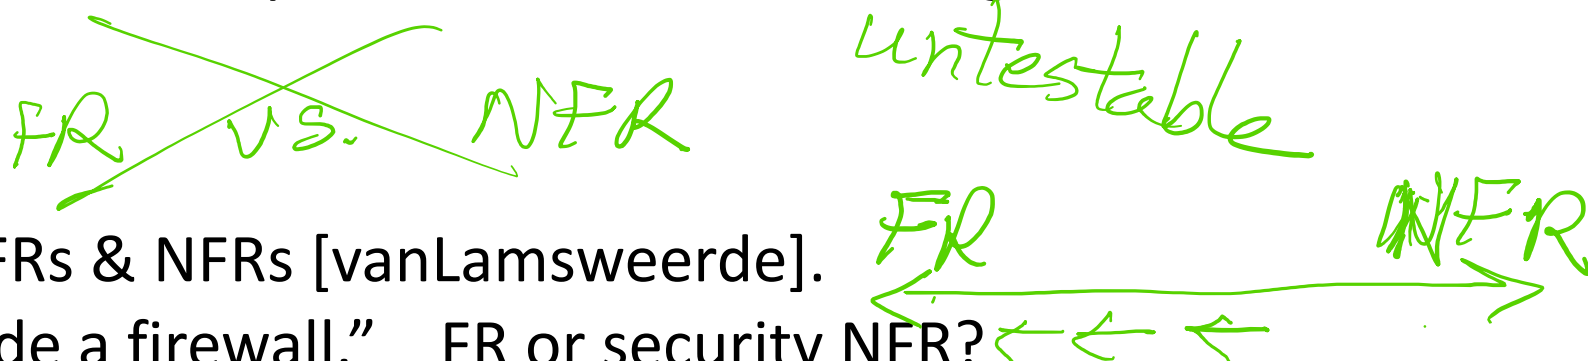 untestable
FR vs. NFR
FR NFR
FRs & NFRs [vanLamsweerde].
de a firewall.” FR or security NFR?